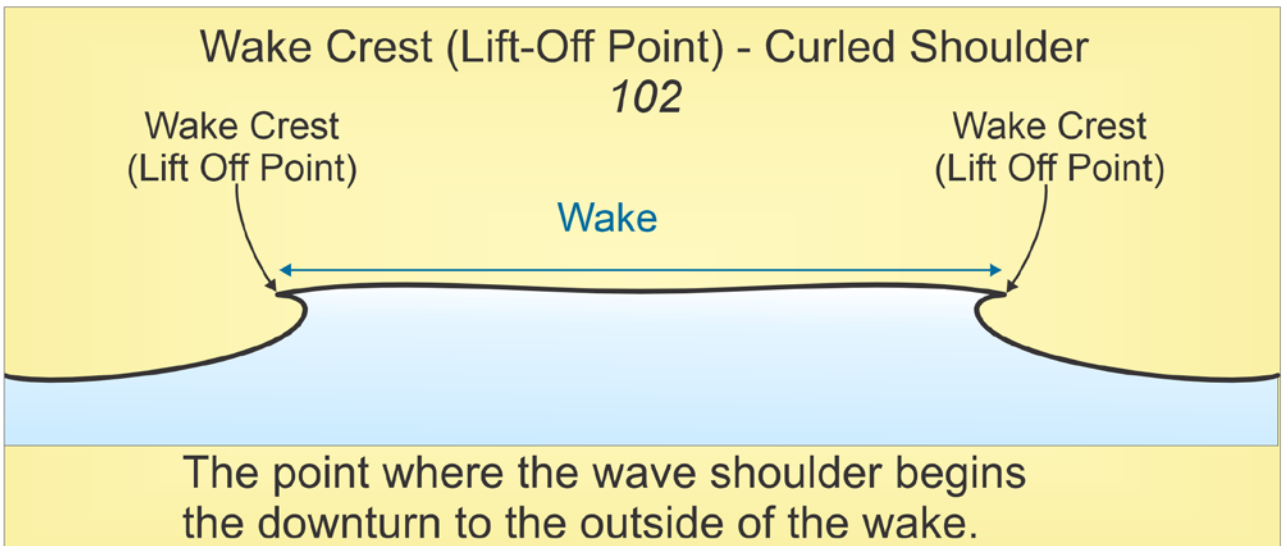 Wake Crest (Lift-Off Point) - Curled Shoulder
102
Wake Crest
(Lift Off Point)
Wake Crest
(Lift Off Point)
Wake
The point where the wave shoulder begins
the downturn to the outside of the wake.